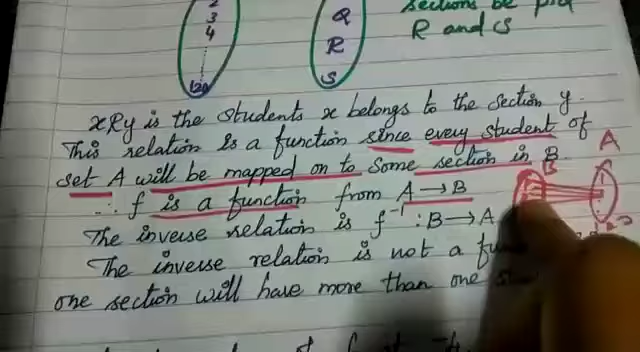 2
3
4
120
Q
R
S
sections be P,Q
R and S
xRy is the students x belongs to the section y.
This relation is a function since every student of
set A will be mapped on to some section in B.
∴ f is a function from A → B
B
A
The inverse relation is f⁻¹ : B → A
The inverse relation is not a
one section will have more than one